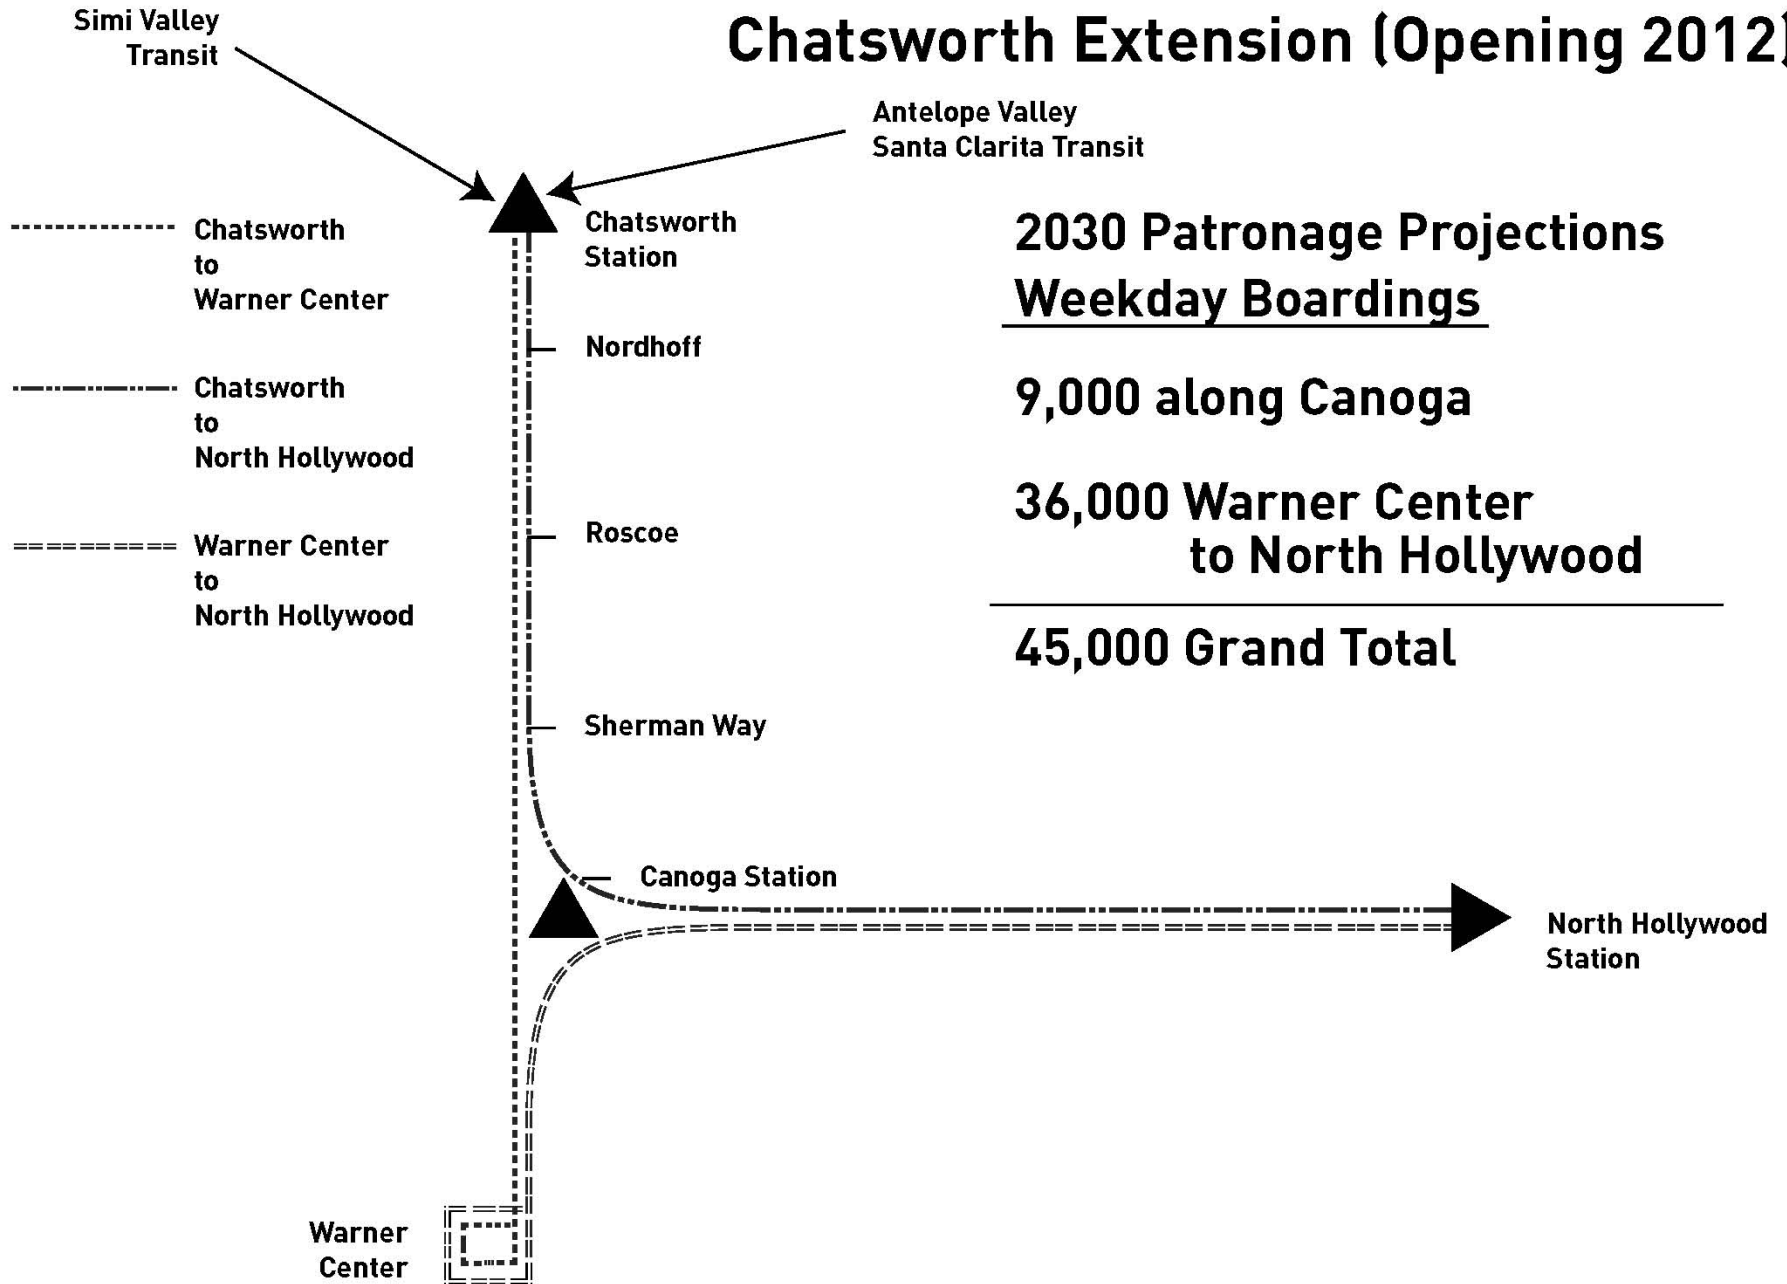 Simi Valley
Transit
Chatsworth Extension (Opening 2012)
Antelope Valley
Santa Clarita Transit
Chatsworth
to
Warner Center
Chatsworth
to
North Hollywood
Warner Center
to
North Hollywood
Chatsworth
Station
Nordhoff
Roscoe
Sherman Way
Canoga Station
North Hollywood
Station
Warner
Center
2030 Patronage Projections
Weekday Boardings
9,000 along Canoga
36,000 Warner Center
to North Hollywood
45,000 Grand Total